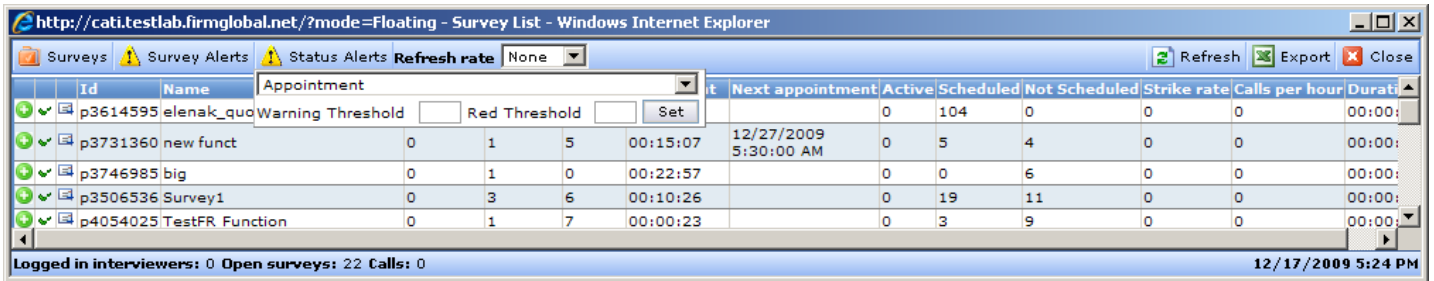 http://cati.testlab.firmglobal.net/?mode=Floating - Survey List - Windows Internet Explorer
Surveys Survey Alerts Status Alerts Refresh rate None Refresh Export Close
Appointment
Id Name Next appointment Active Scheduled Not Scheduled Strike rate Calls per hour
Warning Threshold Red Threshold Set
p3614595 elenak_quo 0 104 0 0 0 00:00:
p3731360 new funct 0 1 5 00:15:07 12/27/2009 5:30:00 AM 0 5 4 0 0 00:00:
p3746985 big 0 1 0 00:22:57 0 0 6 0 0 00:00:
p3506536 Survey1 0 3 6 00:10:26 0 19 11 0 0 00:00:
p4054025 TestFR Function 0 1 7 00:00:23 0 3 9 0 0 00:00:
Logged in interviewers: 0 Open surveys: 22 Calls: 0 12/17/2009 5:24 PM